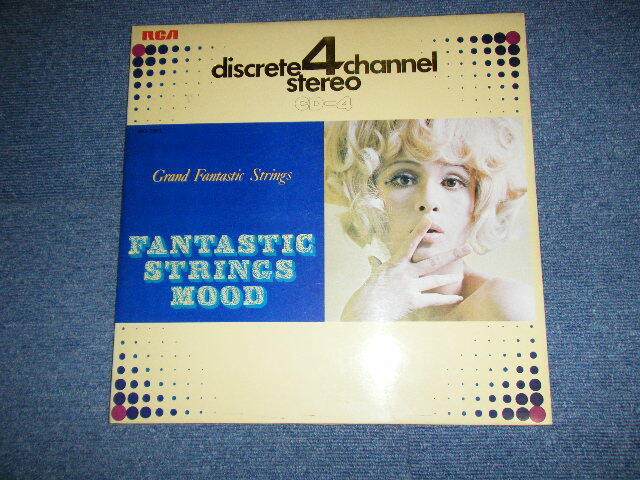 RCA
discrete 4 channel
stereo
CD-4
Grand Fantastic Strings
FANTASTIC
STRINGS
MOOD